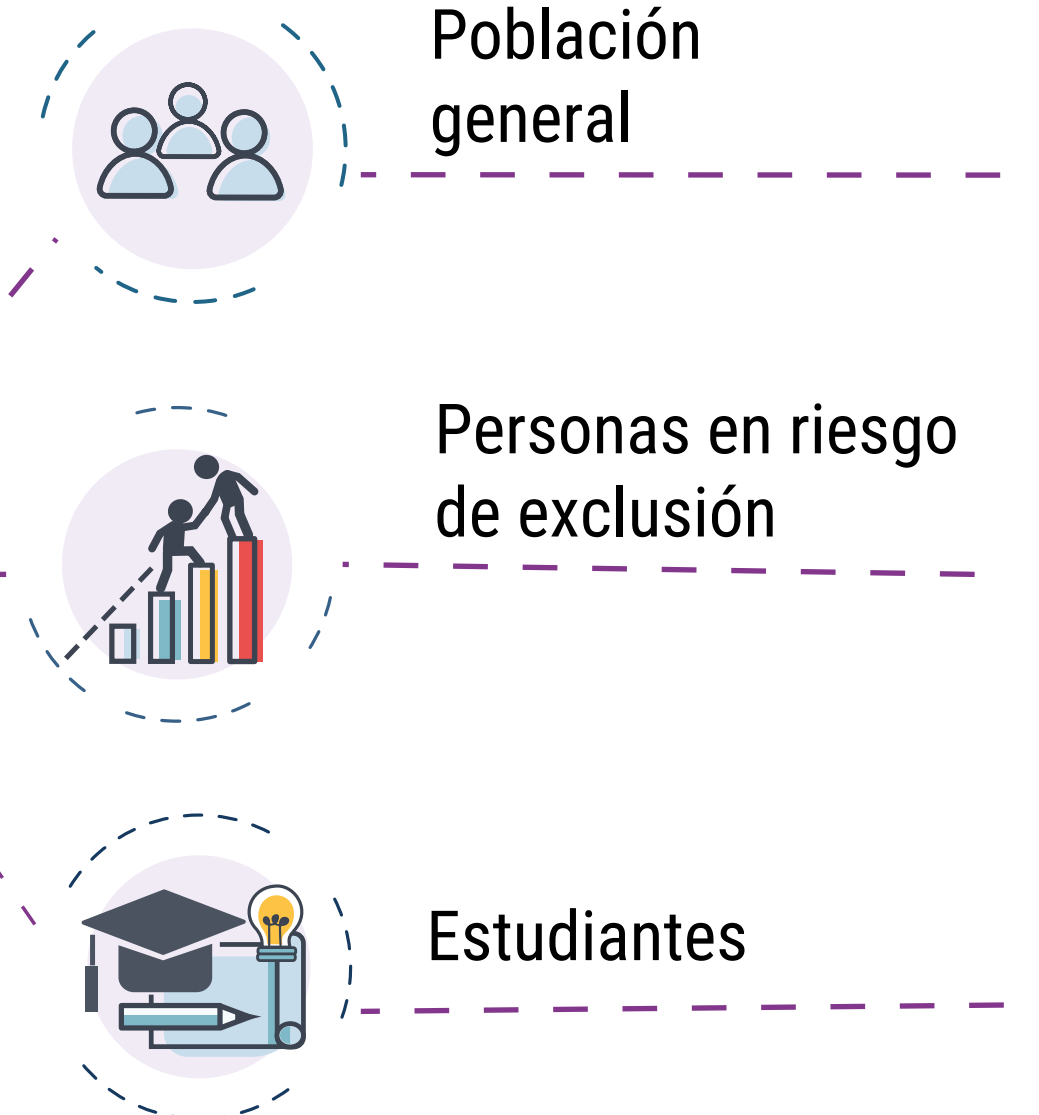 Población
general
Personas en riesgo
de exclusión
Estudiantes